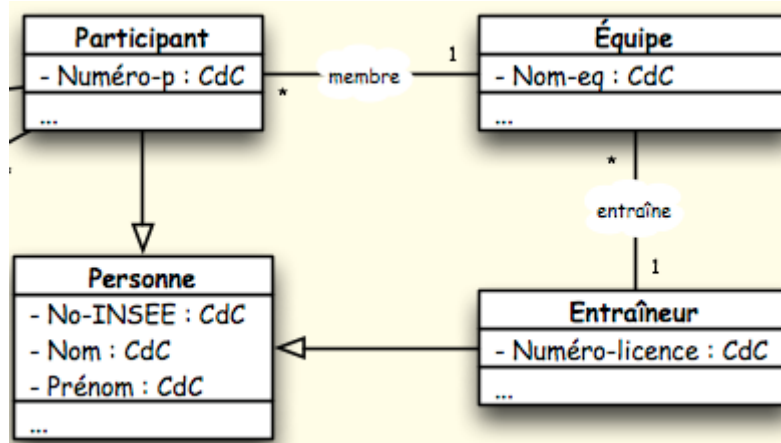 Participant
- Numéro-p : CdC
...
*
membre
1
Équipe
- Nom-eq : CdC
...
*
entraîne
1
Personne
- No-INSEE : CdC
- Nom : CdC
- Prénom : CdC
...
Entraîneur
- Numéro-licence : CdC
...